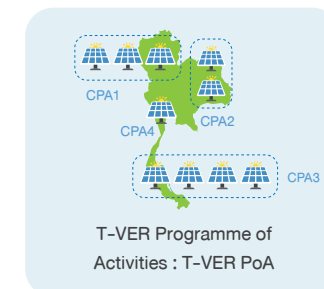 CPA1
CPA2
CPA4
CPA3
T-VER Programme of
Activities : T-VER PoA